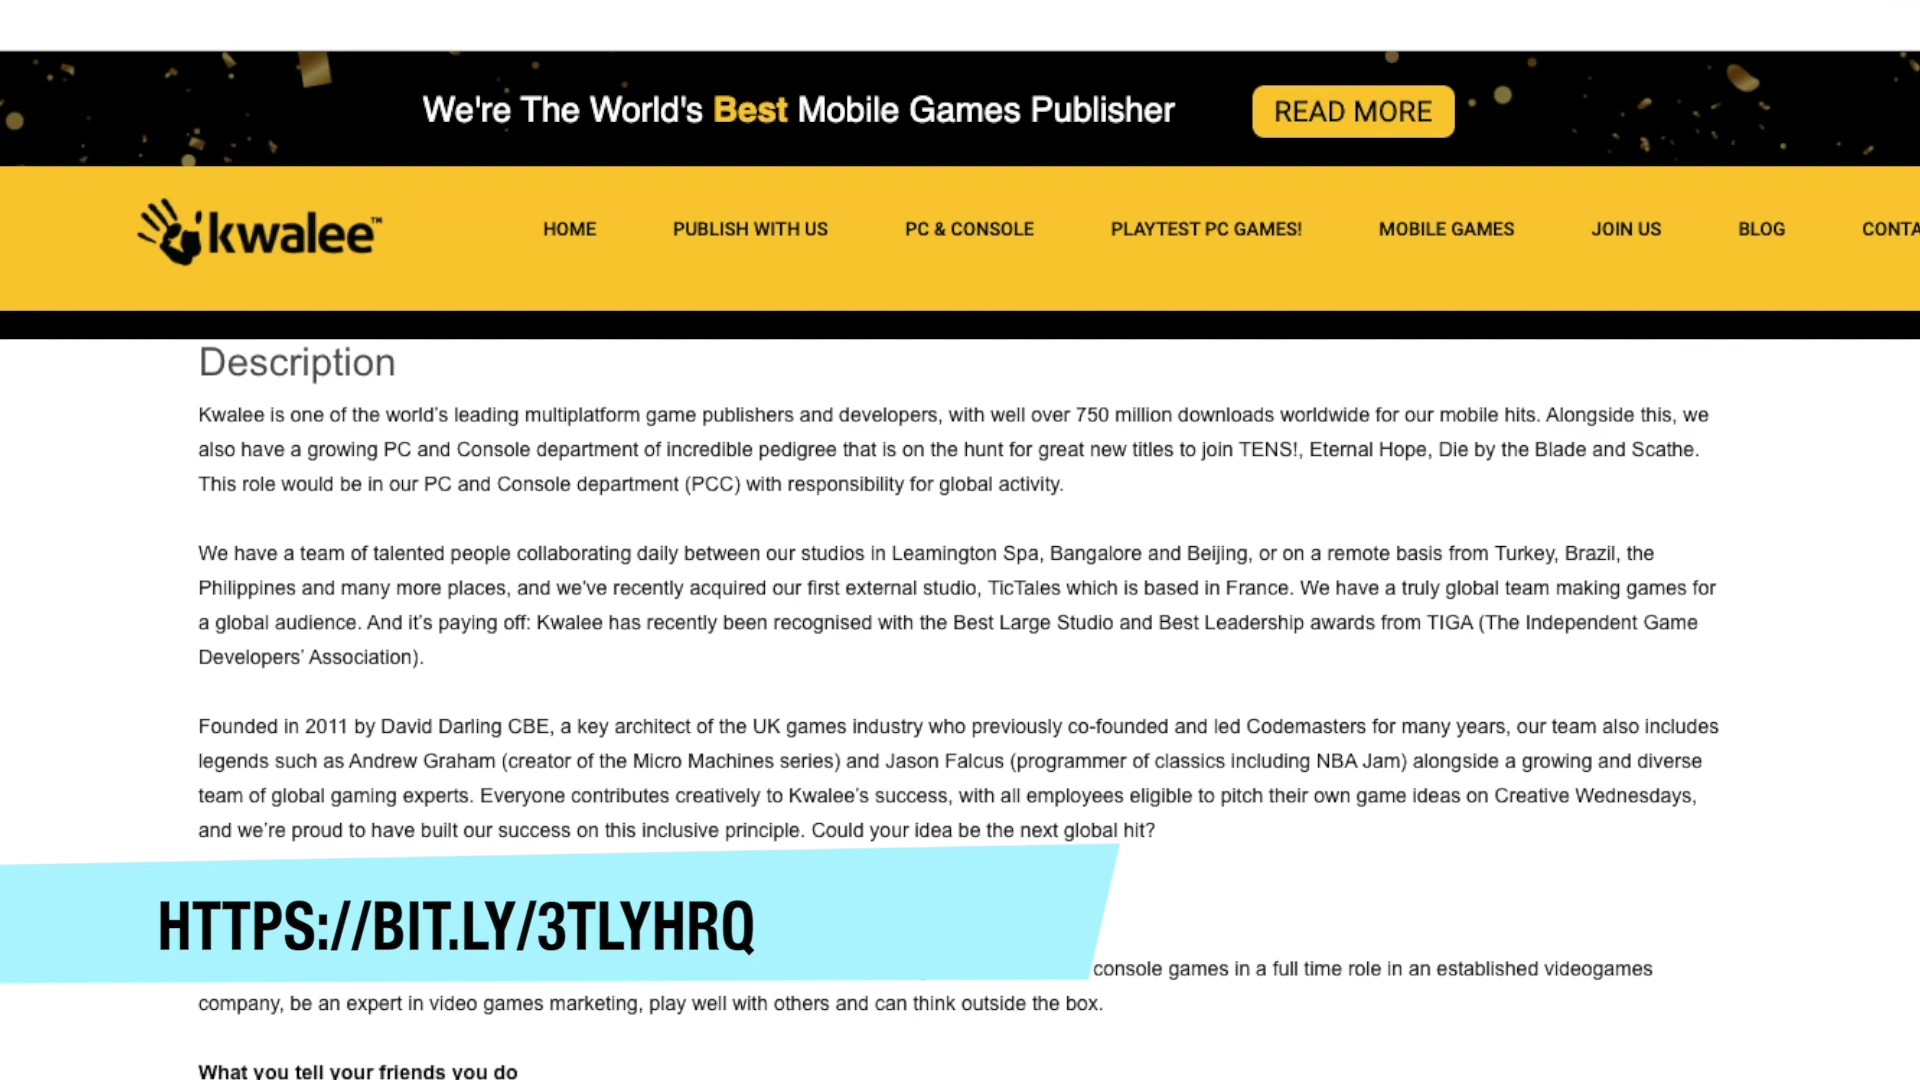 We're The World's Best Mobile Games Publisher
READ MORE
kwalee™
HOME
PUBLISH WITH US
PC & CONSOLE
PLAYTEST PC GAMES!
MOBILE GAMES
JOIN US
BLOG
CONTA
Description
Kwalee is one of the world’s leading multiplatform game publishers and developers, with well over 750 million downloads worldwide for our mobile hits. Alongside this, we
also have a growing PC and Console department of incredible pedigree that is on the hunt for great new titles to join TENS!, Eternal Hope, Die by the Blade and Scathe.
This role would be in our PC and Console department (PCC) with responsibility for global activity.
We have a team of talented people collaborating daily between our studios in Leamington Spa, Bangalore and Beijing, or on a remote basis from Turkey, Brazil, the
Philippines and many more places, and we've recently acquired our first external studio, TicTales which is based in France. We have a truly global team making games for
a global audience. And it’s paying off: Kwalee has recently been recognised with the Best Large Studio and Best Leadership awards from TIGA (The Independent Game
Developers’ Association).
Founded in 2011 by David Darling CBE, a key architect of the UK games industry who previously co-founded and led Codemasters for many years, our team also includes
legends such as Andrew Graham (creator of the Micro Machines series) and Jason Falcus (programmer of classics including NBA Jam) alongside a growing and diverse
team of global gaming experts. Everyone contributes creatively to Kwalee’s success, with all employees eligible to pitch their own game ideas on Creative Wednesdays,
and we’re proud to have built our success on this inclusive principle. Could your idea be the next global hit?
HTTPS://BIT.LY/3TLYHRQ
console games in a full time role in an established videogames
company, be an expert in video games marketing, play well with others and can think outside the box.
What you tell your friends you do